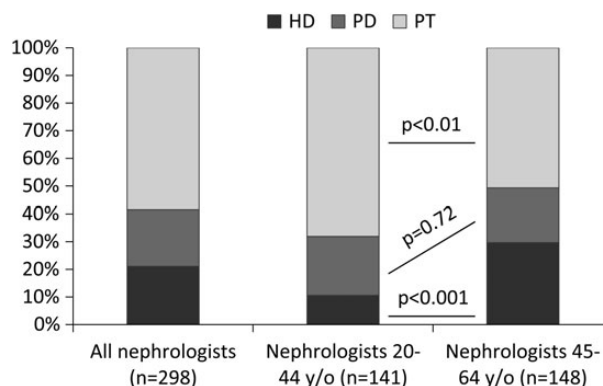 HD PD PT
100%
90%
80%
70%
60%
50%
40%
30%
20%
10%
0%
p<0.01
p=0.72
p<0.001
All nephrologists
(n=298)
Nephrologists 20-
44 y/o (n=141)
Nephrologists 45-
64 y/o (n=148)